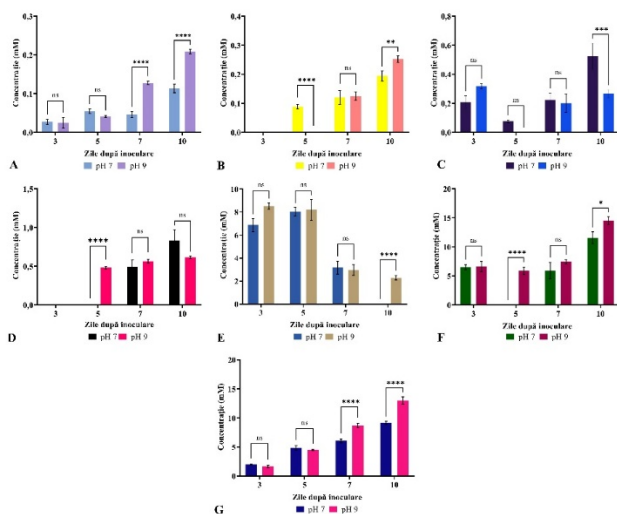 0,3
0,2
0,1
0,0
Concentrație (mM)
ns
ns
****
****
3 5 7 10
Zile după inoculare
A
pH 7 pH 9
0,4
0,3
0,2
0,1
0,0
Concentrație (mM)
****
ns
**
3 5 7 10
Zile după inoculare
B
pH 7 pH 9
0,8
0,6
0,4
0,2
0,0
Concentrație (mM)
ns
ns
ns
***
3 5 7 10
Zile după inoculare
C
pH 7 pH 9
1,5
1,0
0,5
0,0
Concentrație (mM)
****
ns
ns
3 5 7 10
Zile după inoculare
D
pH 7 pH 9
10
8
6
4
2
0
Concentrație (mM)
ns
ns
ns
****
3 5 7 10
Zile după inoculare
E
pH 7 pH 9
20
15
10
5
0
Concentrație (mM)
ns
****
ns
*
3 5 7 10
Zile după inoculare
F
pH 7 pH 9
20
15
10
5
0
Concentrație (mM)
ns
ns
****
****
3 5 7 10
Zile după inoculare
G
pH 7 pH 9